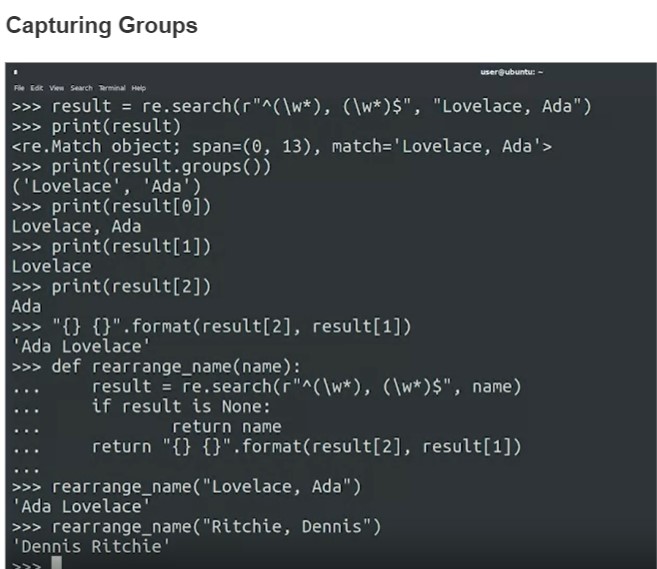 Capturing Groups
user@ubuntu: ~
File Edit View Search Terminal Help
>>> result = re.search(r"^(\w*), (\w*)$", "Lovelace, Ada")
>>> print(result)
<re.Match object; span=(0, 13), match='Lovelace, Ada'>
>>> print(result.groups())
('Lovelace', 'Ada')
>>> print(result[0])
Lovelace, Ada
>>> print(result[1])
Lovelace
>>> print(result[2])
Ada
>>> "{} {}".format(result[2], result[1])
'Ada Lovelace'
>>> def rearrange_name(name):
...     result = re.search(r"^(\w*), (\w*)$", name)
...     if result is None:
...             return name
...     return "{} {}".format(result[2], result[1])
...
>>> rearrange_name("Lovelace, Ada")
'Ada Lovelace'
>>> rearrange_name("Ritchie, Dennis")
'Dennis Ritchie'
>>>